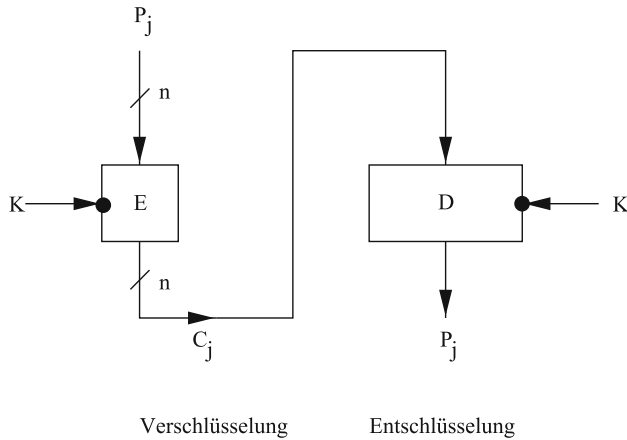 P_j
n
K
E
D
K
n
C_j
P_j
Verschlüsselung
Entschlüsselung